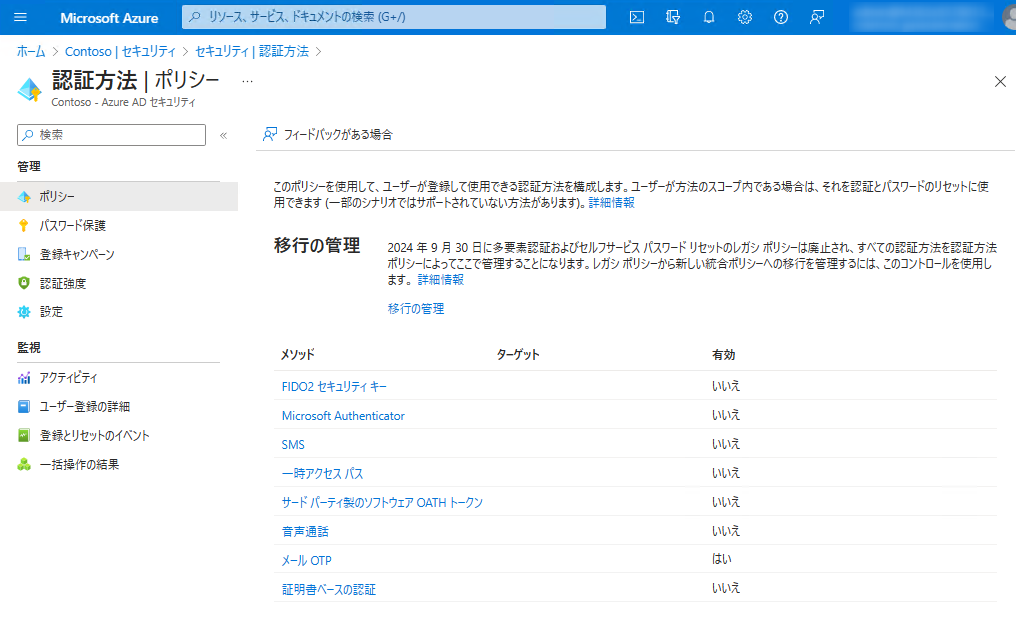 Microsoft Azure
リソース、サービス、ドキュメントの検索 (G+/)
ホーム > Contoso | セキュリティ > セキュリティ | 認証方法 >
認証方法 | ポリシー ...
Contoso - Azure AD セキュリティ
検索
«
フィードバックがある場合
管理
ポリシー
パスワード保護
登録キャンペーン
認証強度
設定
監視
アクティビティ
ユーザー登録の詳細
登録とリセットのイベント
一括操作の結果
このポリシーを使用して、ユーザーが登録して使用できる認証方法を構成します。ユーザーが方法のスコープ内である場合は、それを認証とパスワードのリセットに使
用できます (一部のシナリオではサポートされていない方法があります)。詳細情報
移行の管理
2024 年 9 月 30 日に多要素認証およびセルフサービス パスワード リセットのレガシ ポリシーは廃止され、すべての認証方法を認証方法
ポリシーによってここで管理することになります。レガシ ポリシーから新しい統合ポリシーへの移行を管理するには、このコントロールを使用し
ます。 詳細情報
移行の管理
メソッド ターゲット 有効
FIDO2 セキュリティ キー いいえ
Microsoft Authenticator いいえ
SMS いいえ
一時アクセス パス いいえ
サード パーティ製のソフトウェア OATH トークン いいえ
音声通話 いいえ
メール OTP はい
証明書ベースの認証 いいえ